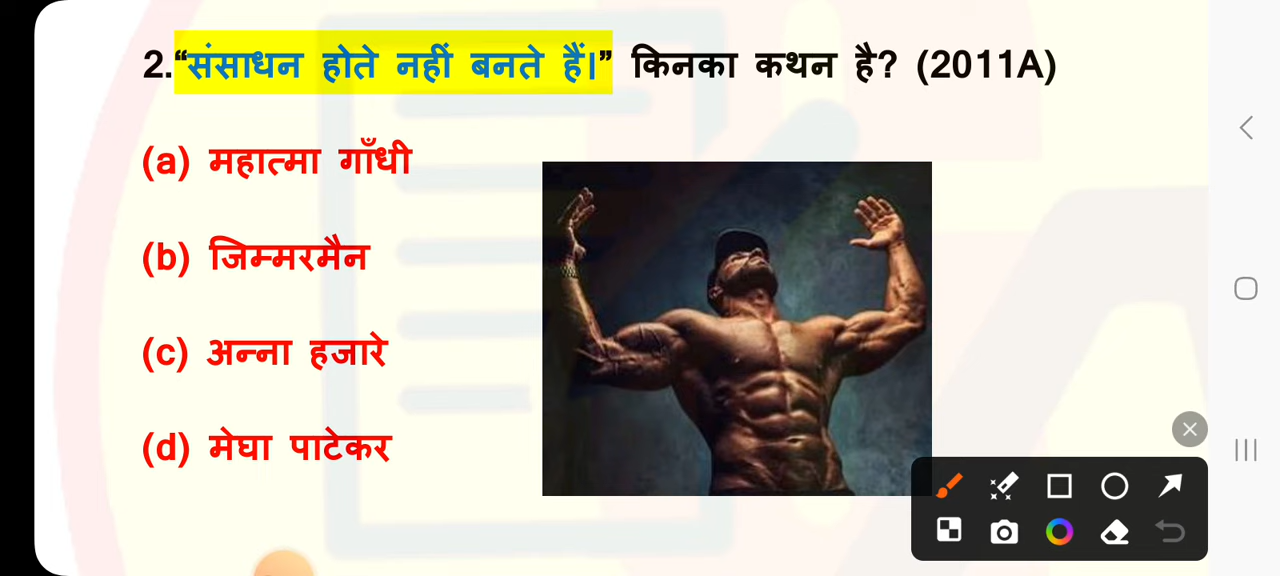 2.“संसाधन होते नहीं बनते हैं।” किनका कथन है? (2011A)
(a) महात्मा गाँधी
(b) जिम्मरमैन
(c) अन्ना हजारे
(d) मेघा पाटेकर